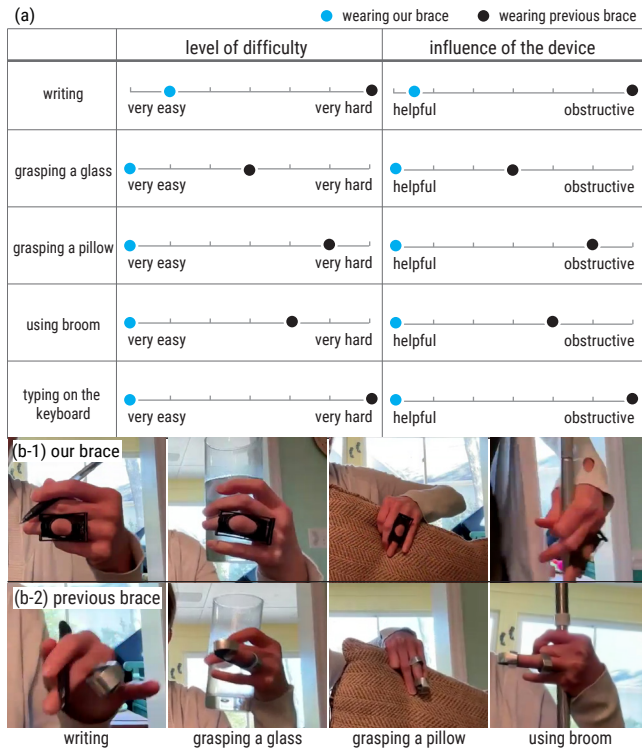 (a)
wearing our brace
wearing previous brace
level of difficulty
influence of the device
writing
very easy
very hard
helpful
obstructive
grasping a glass
very easy
very hard
helpful
obstructive
grasping a pillow
very easy
very hard
helpful
obstructive
using broom
very easy
very hard
helpful
obstructive
typing on the
keyboard
very easy
very hard
helpful
obstructive
(b-1) our brace
(b-2) previous brace
writing
grasping a glass
grasping a pillow
using broom